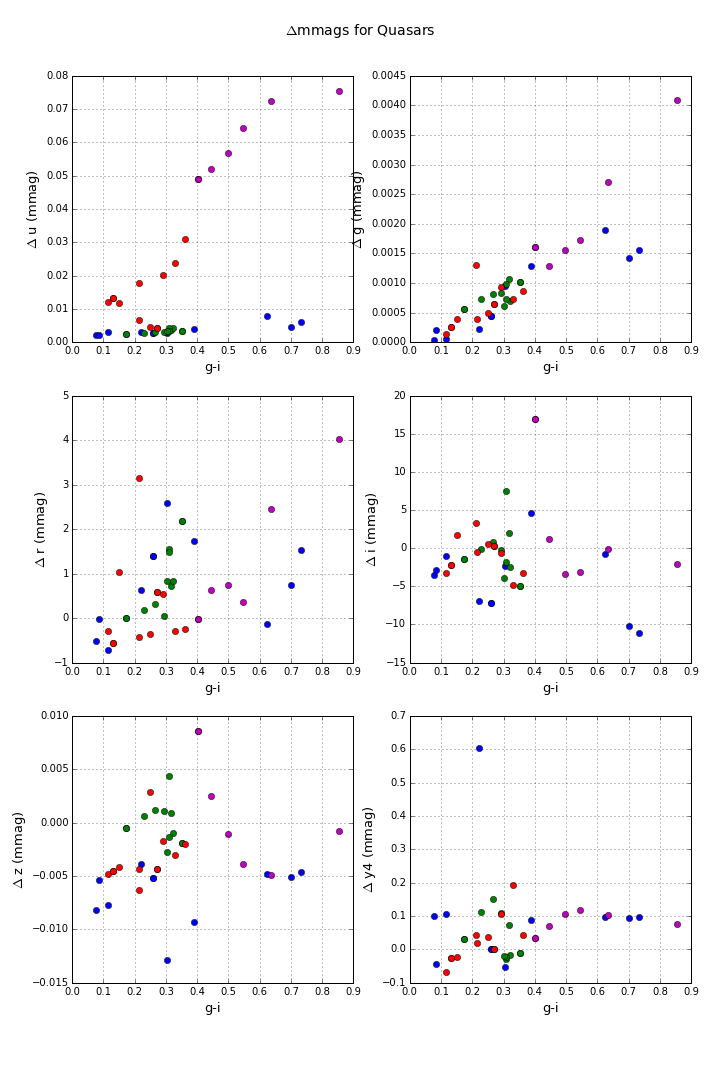 Δmmags for Quasars
0.08
0.07
0.06
0.05
0.04
0.03
0.02
0.01
0.00
Δ u (mmag)
0.0 0.1 0.2 0.3 0.4 0.5 0.6 0.7 0.8 0.9
g-i
0.0045
0.0040
0.0035
0.0030
0.0025
0.0020
0.0015
0.0010
0.0005
0.0000
Δ g (mmag)
0.0 0.1 0.2 0.3 0.4 0.5 0.6 0.7 0.8 0.9
g-i
5
4
3
2
1
0
−1
Δ r (mmag)
0.0 0.1 0.2 0.3 0.4 0.5 0.6 0.7 0.8 0.9
g-i
20
15
10
5
0
−5
−10
−15
Δ i (mmag)
0.0 0.1 0.2 0.3 0.4 0.5 0.6 0.7 0.8 0.9
g-i
0.010
0.005
0.000
−0.005
−0.010
−0.015
Δ z (mmag)
0.0 0.1 0.2 0.3 0.4 0.5 0.6 0.7 0.8 0.9
g-i
0.7
0.6
0.5
0.4
0.3
0.2
0.1
0.0
−0.1
Δ y4 (mmag)
0.0 0.1 0.2 0.3 0.4 0.5 0.6 0.7 0.8 0.9
g-i